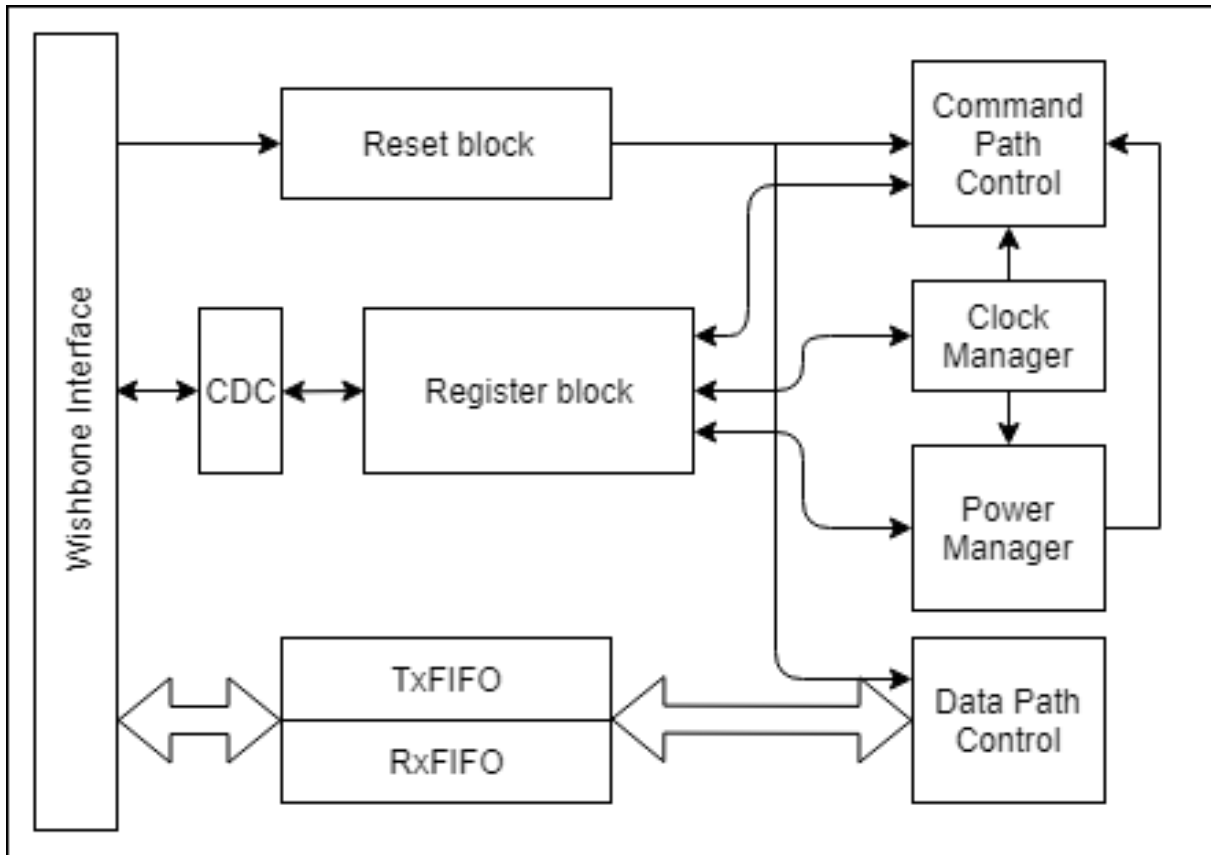 Wishbone Interface
Reset block
Command
Path
Control
CDC
Register block
Clock
Manager
Power
Manager
TxFIFO
RxFIFO
Data Path
Control